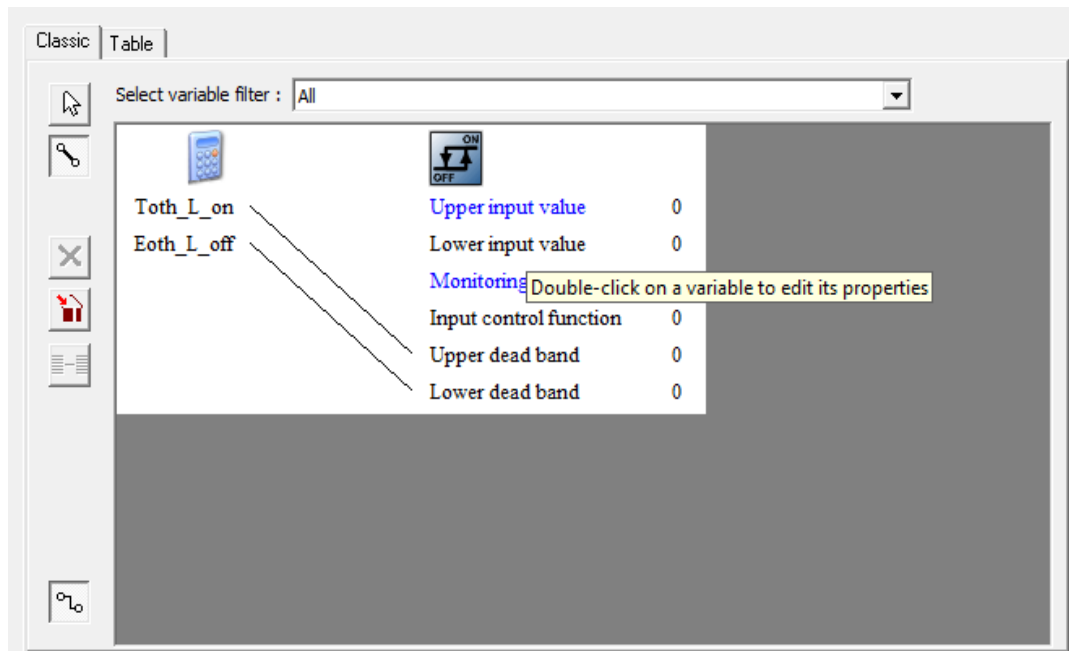 Classic Table
Select variable filter : All
ON
OFF
Toth_L_on Upper input value 0
Eoth_L_off Lower input value 0
Monitoring Double-click on a variable to edit its properties
Input control function 0
Upper dead band 0
Lower dead band 0